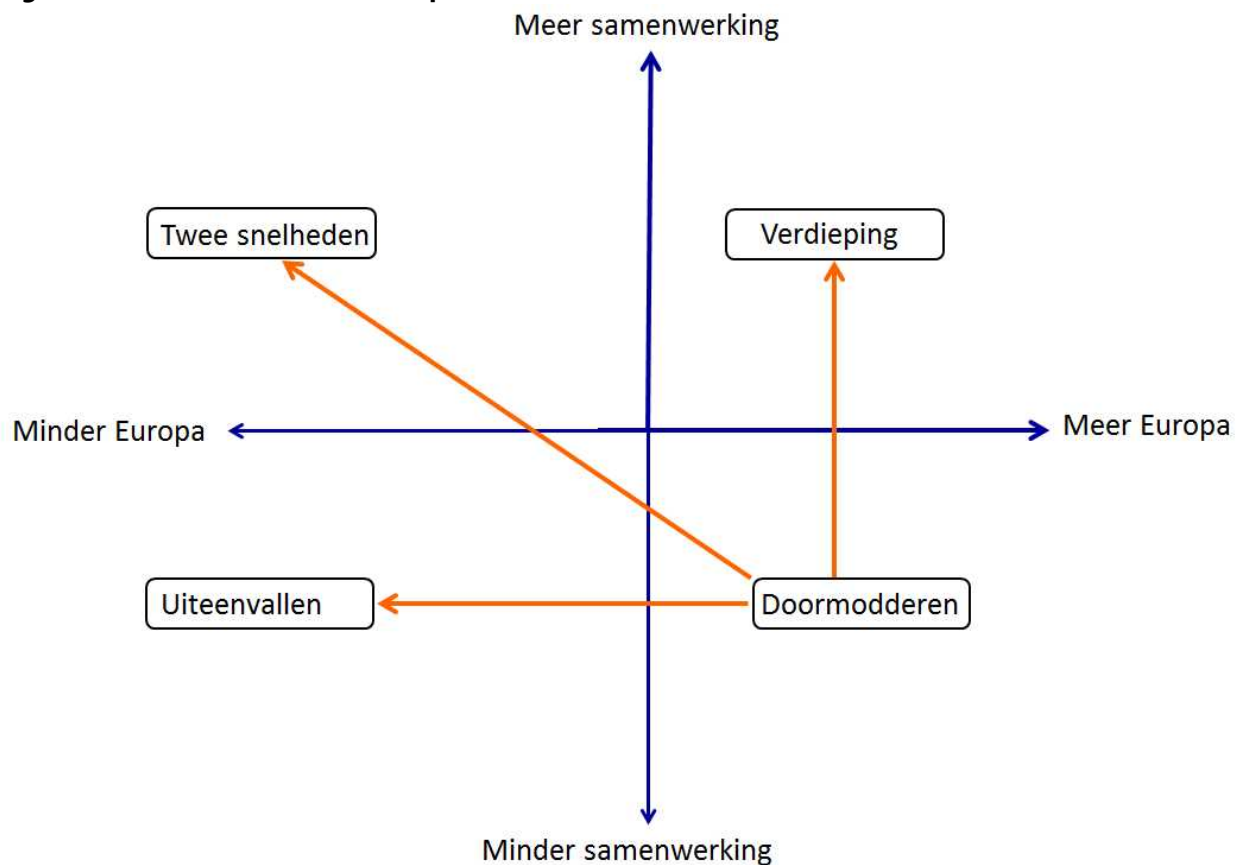 Meer samenwerking
Twee snelheden
Verdieping
Minder Europa
Meer Europa
Uiteenvallen
Doormodderen
Minder samenwerking